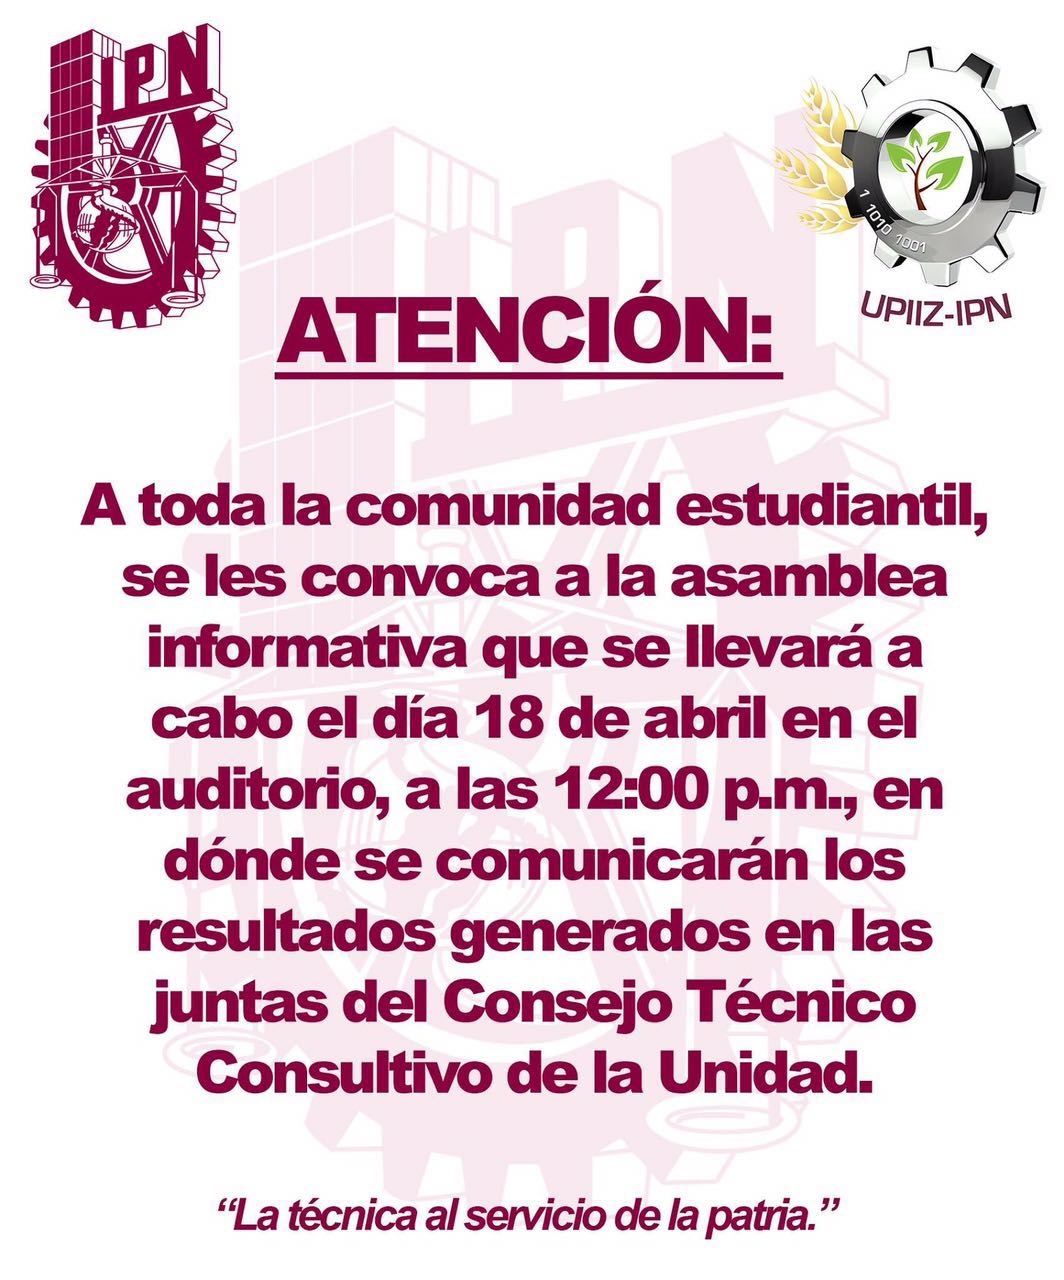 IPN
1 1010 1001
UPIIZ-IPN
ATENCIÓN:
A toda la comunidad estudiantil,
se les convoca a la asamblea
informativa que se llevará a
cabo el día 18 de abril en el
auditorio, a las 12:00 p.m., en
dónde se comunicarán los
resultados generados en las
juntas del Consejo Técnico
Consultivo de la Unidad.
“La técnica al servicio de la patria.”